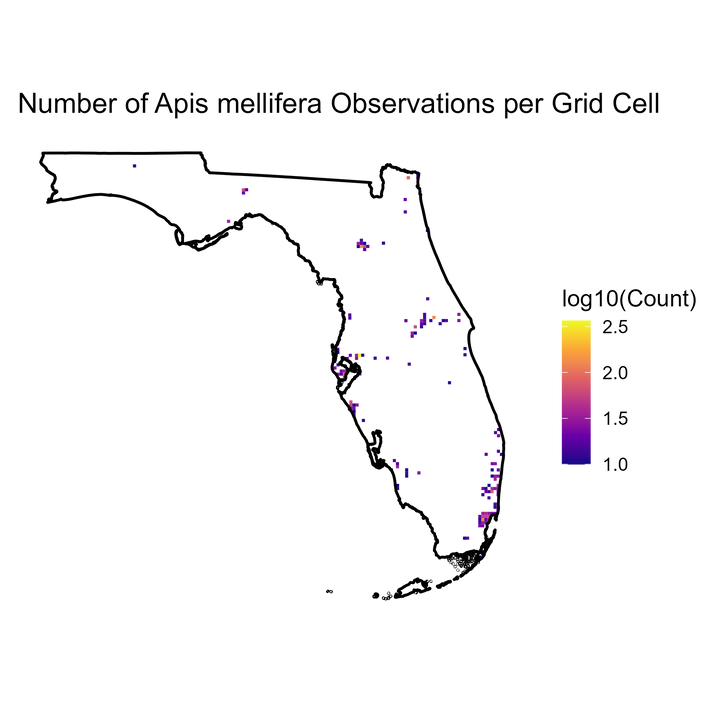 Number of Apis mellifera Observations per Grid Cell
log10(Count)
2.5
2.0
1.5
1.0